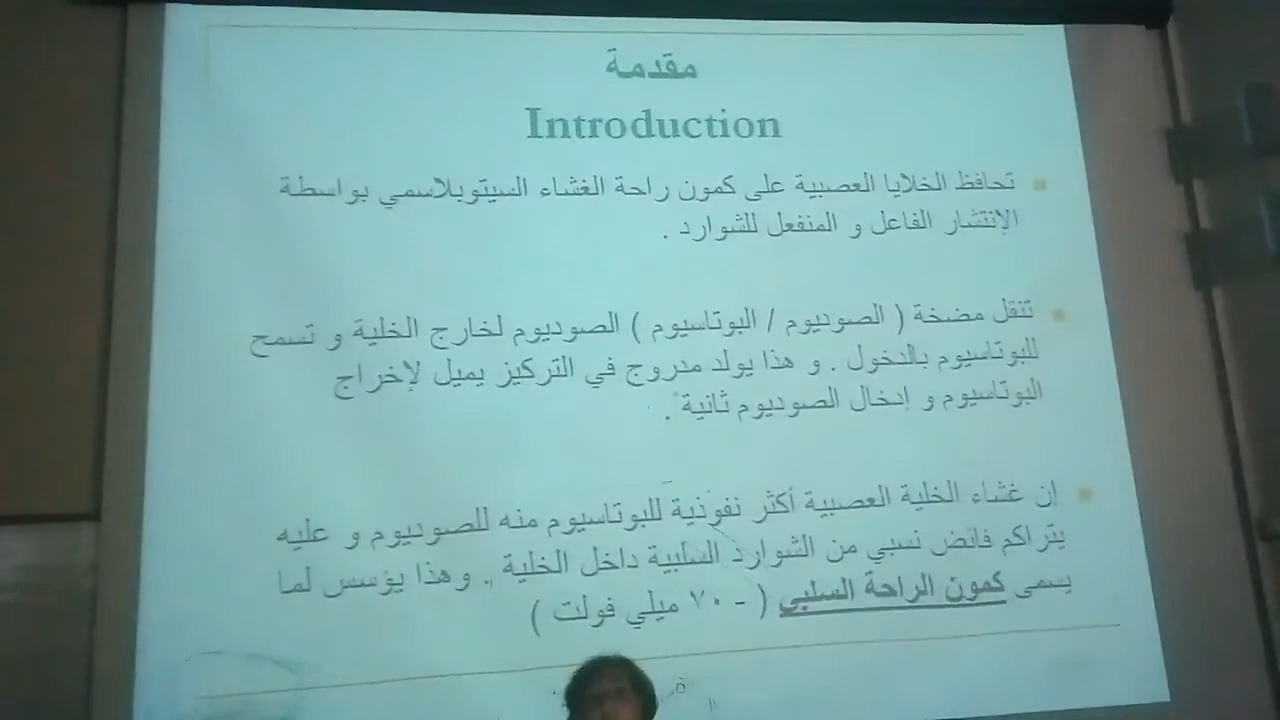 مقدمة
Introduction
تحافظ الخلايا العصبية على كمون راحة الغشاء السيتوبلاسمي بواسطة
الإنتشار الفاعل و المنفعل للشوارد .
تنقل مضخة ( الصوديوم / البوتاسيوم ) الصوديوم لخارج الخلية و تسمح
للبوتاسيوم بالدخول . و هذا يولد مدروج في التركيز يميل لإخراج
البوتاسيوم و إدخال الصوديوم ثانية .
إن غشاء الخلية العصبية أكثر نفوذية للبوتاسيوم منه للصوديوم و عليه
يتراكم فائض نسبي من الشوارد السلبية داخل الخلية . وهذا يؤسس لما
يسمى كمون الراحة السلبي ( - ٧٠ ميلي فولت )